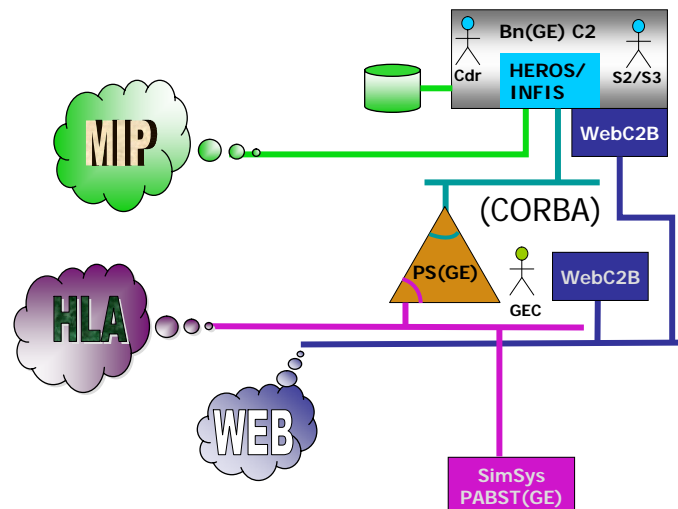 Bn(GE) C2
Cdr
HEROS/
INFIS
S2/S3
WebC2B
MIP
(CORBA)
PS(GE)
GEC
WebC2B
HLA
WEB
SimSys
PABST(GE)